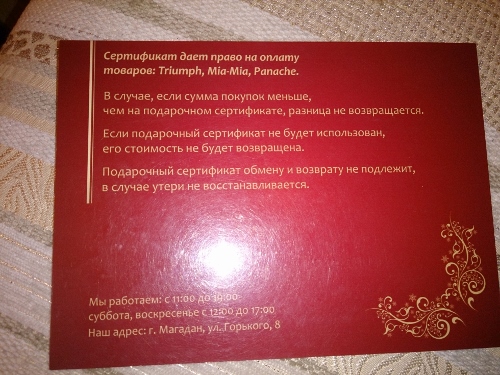 Сертификат дает право на оплату
товаров: Triumph, Mia-Mia, Panache.
В случае, если сумма покупок меньше,
чем на подарочном сертификате, разница не возвращается.
Если подарочный сертификат не будет использован,
его стоимость не будет возвращена.
Подарочный сертификат обмену и возврату не подлежит,
в случае утери не восстанавливается.
Мы работаем: с 11:00 до 19:00
суббота, воскресенье с 12:00 до 17:00
Наш адрес: г. Магадан, ул. Горького, 8